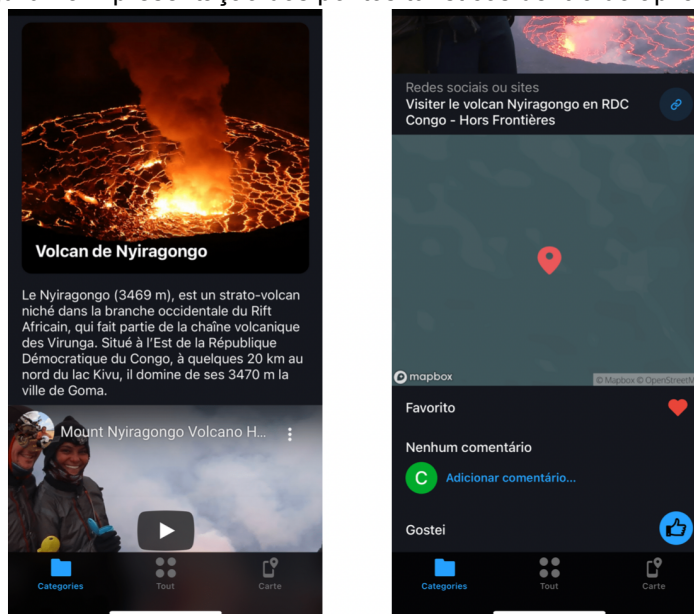 Volcan de Nyiragongo
Le Nyiragongo (3469 m), est un strato-volcan
niché dans la branche occidentale du Rift
Africain, qui fait partie de la chaîne volcanique
des Virunga. Situé à l'Est de la République
Démocratique du Congo, à quelques 20 km au
nord du lac Kivu, il domine de ses 3470 m la
ville de Goma.
Mount Nyiragongo Volcano H...
Categories
Tout
Carte
Redes sociais ou sites
Visiter le volcan Nyiragongo en RDC
Congo - Hors Frontières
mapbox
© Mapbox © OpenStreetM
Favorito
Nenhum comentário
C
Adicionar comentário...
Gostei
Categories
Tout
Carte